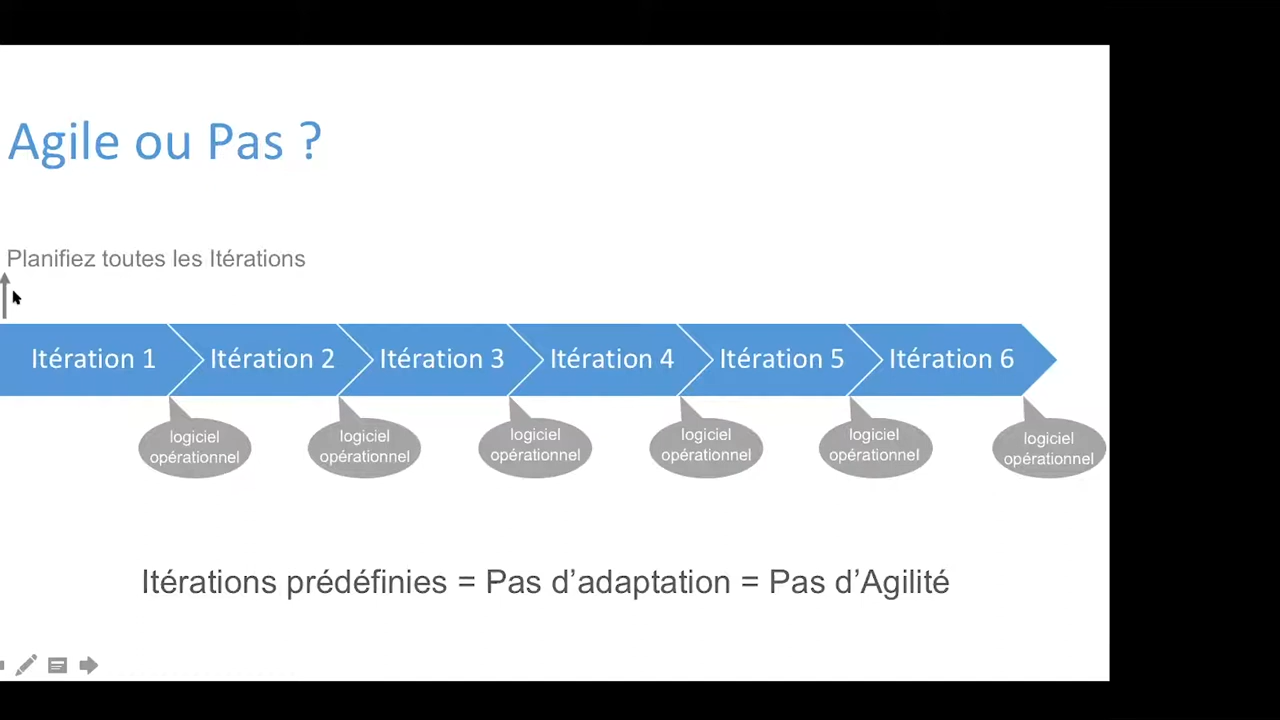 Agile ou Pas ?
Planifiez toutes les Itérations
Itération 1 Itération 2 Itération 3 Itération 4 Itération 5 Itération 6
logiciel opérationnel
logiciel opérationnel
logiciel opérationnel
logiciel opérationnel
logiciel opérationnel
logiciel opérationnel
Itérations prédéfinies = Pas d’adaptation = Pas d’Agilité